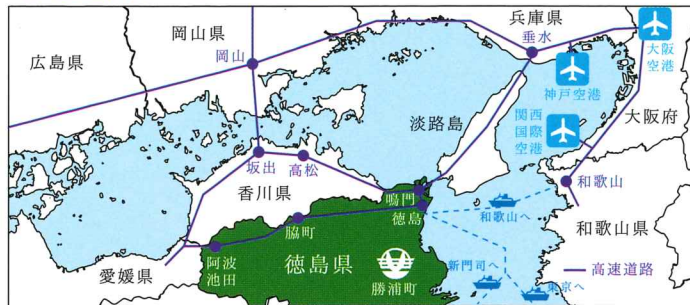 兵庫県
岡山県
垂水
大阪
空港
広島県
岡山
神戸空港
関西
国際
空港
大阪府
淡路島
坂出
高松
和歌山
香川県
鳴門
徳島
和歌山へ
脇町
和歌山県
阿波
池田
徳島県
愛媛県
勝浦町
新門司へ
東京へ
高速道路